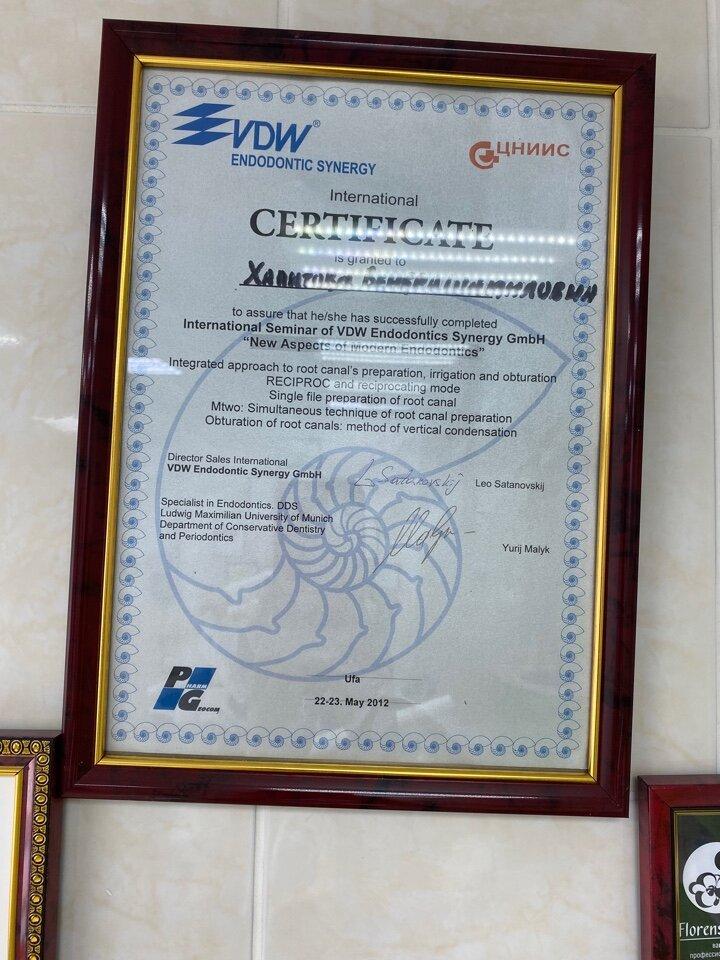 VDW®
ENDODONTIC SYNERGY
ЦНИИС
International
CERTIFICATE
is granted to
to assure that he/she has successfully completed
International Seminar of VDW Endodontics Synergy GmbH
“New Aspects of Modern Endodontics”
Integrated approach to root canal's preparation, irrigation and obturation
RECIPROC and reciprocating mode
Single file preparation of root canal
Mtwo: Simultaneous technique of root canal preparation
Obturation of root canals: method of vertical condensation
Director Sales International
VDW Endodontic Synergy GmbH
L Satanovskij
Leo Satanovskij
Specialist in Endodontics. DDS
Ludwig Maximilian University of Munich
Department of Conservative Dentistry
and Periodontics
Yurij Malyk
PHARM
GEOCOM
Ufa
22-23. May 2012
Florens